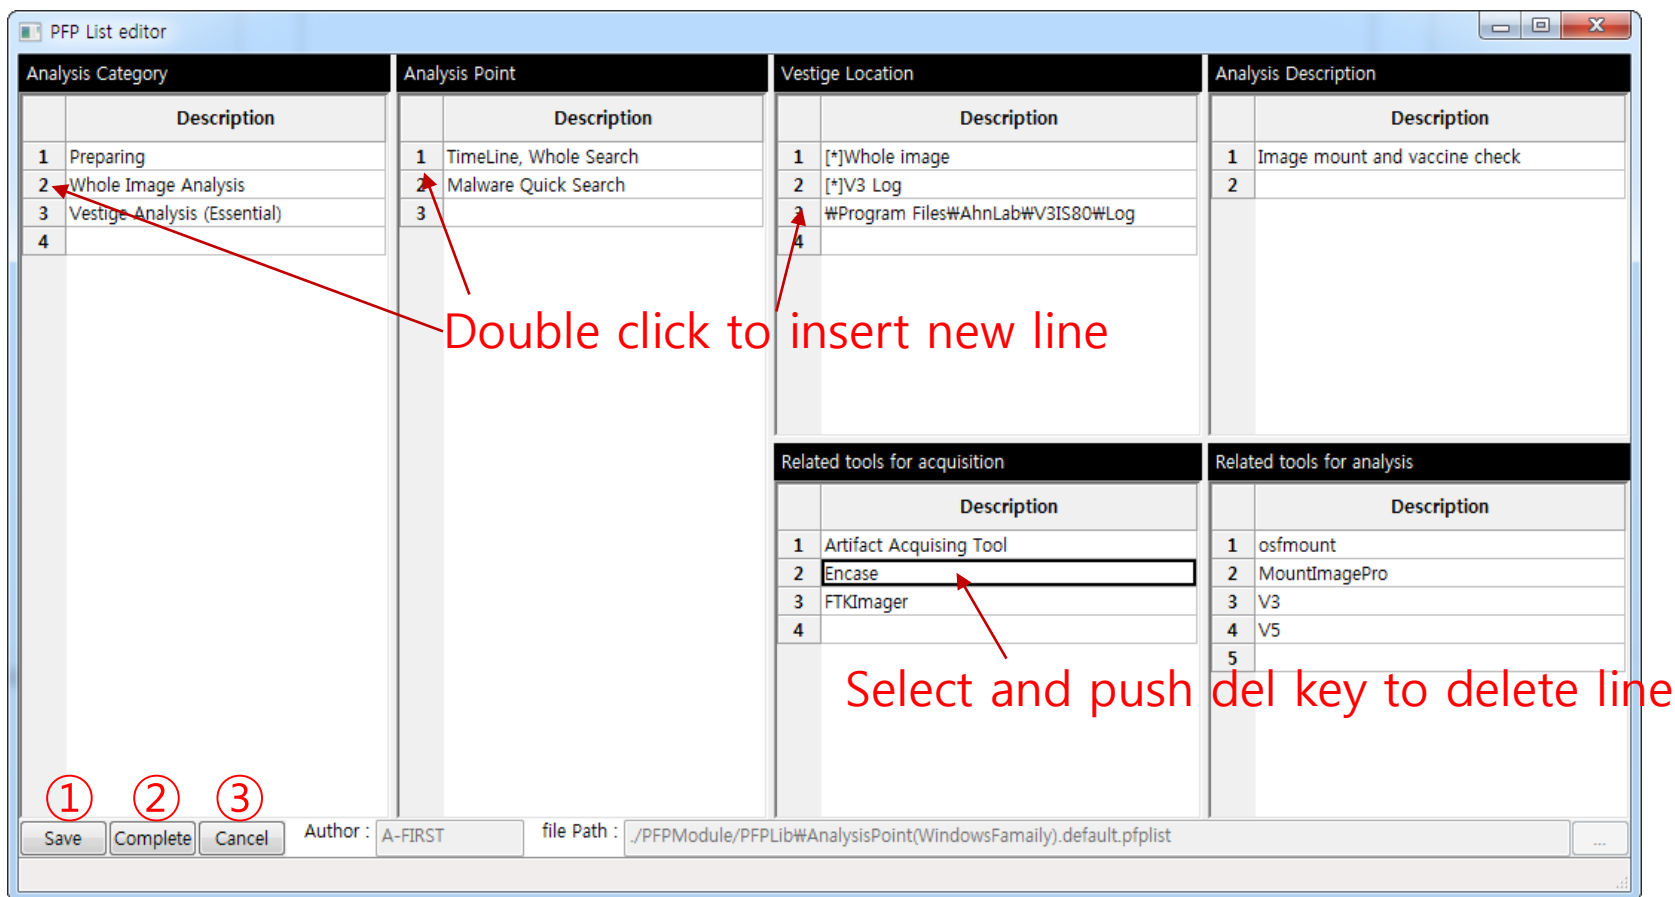 PFP List editor
Analysis Category
Analysis Point
Vestige Location
Analysis Description
Description
Description
Description
Description
1 Preparing
2 Whole Image Analysis
3 Vestige Analysis (Essential)
4
1 TimeLine, Whole Search
2 Malware Quick Search
3
1 [*]Whole image
2 [*]V3 Log
3 ₩Program Files₩AhnLab₩V3IS80₩Log
4
1 Image mount and vaccine check
2
Double click to insert new line
Related tools for acquisition
Related tools for analysis
Description
Description
1 Artifact Acquising Tool
2 Encase
3 FTKImager
4
1 osfmount
2 MountImagePro
3 V3
4 V5
5
Select and push del key to delete line
① ② ③
Save Complete Cancel Author : A-FIRST file Path : ./PFPModule/PFPLib₩AnalysisPoint(WindowsFamaily).default.pfplist ...